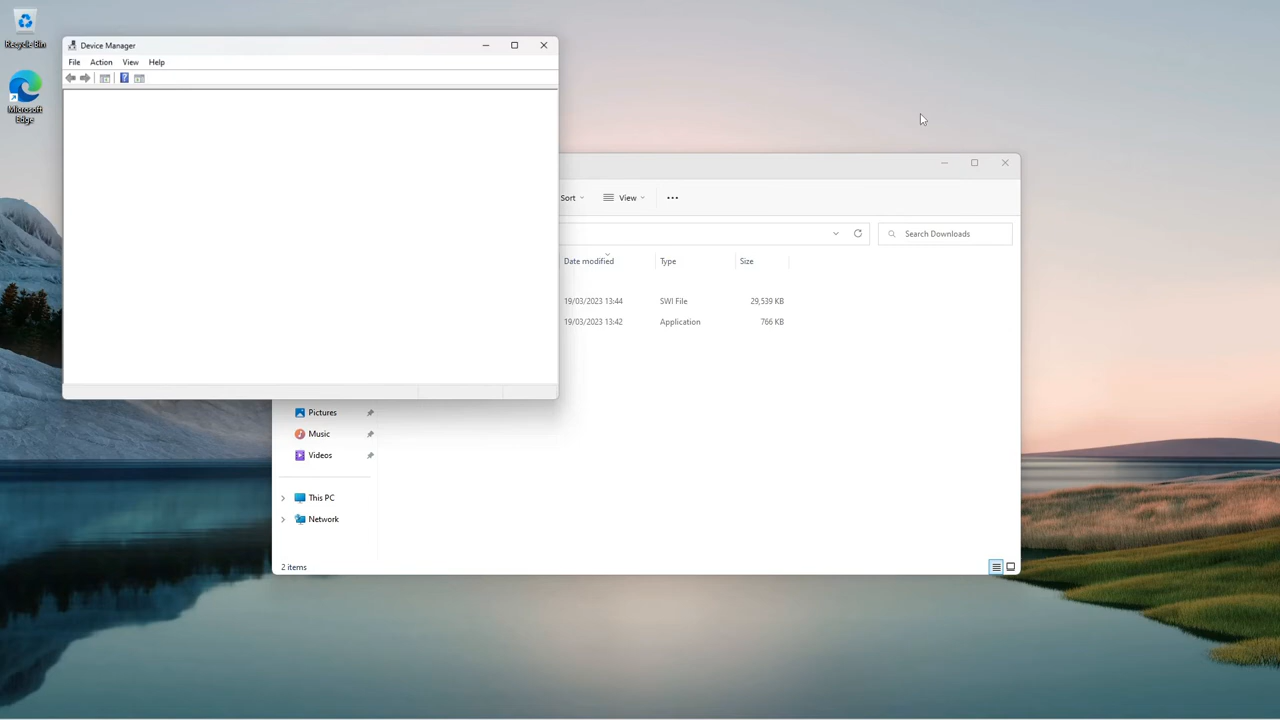 Recycle Bin
Microsoft
Edge
Device Manager
File Action View Help
Sort View
Search Downloads
Date modified Type Size
19/03/2023 13:44 SWI File 29,539 KB
19/03/2023 13:42 Application 766 KB
Pictures
Music
Videos
This PC
Network
2 items